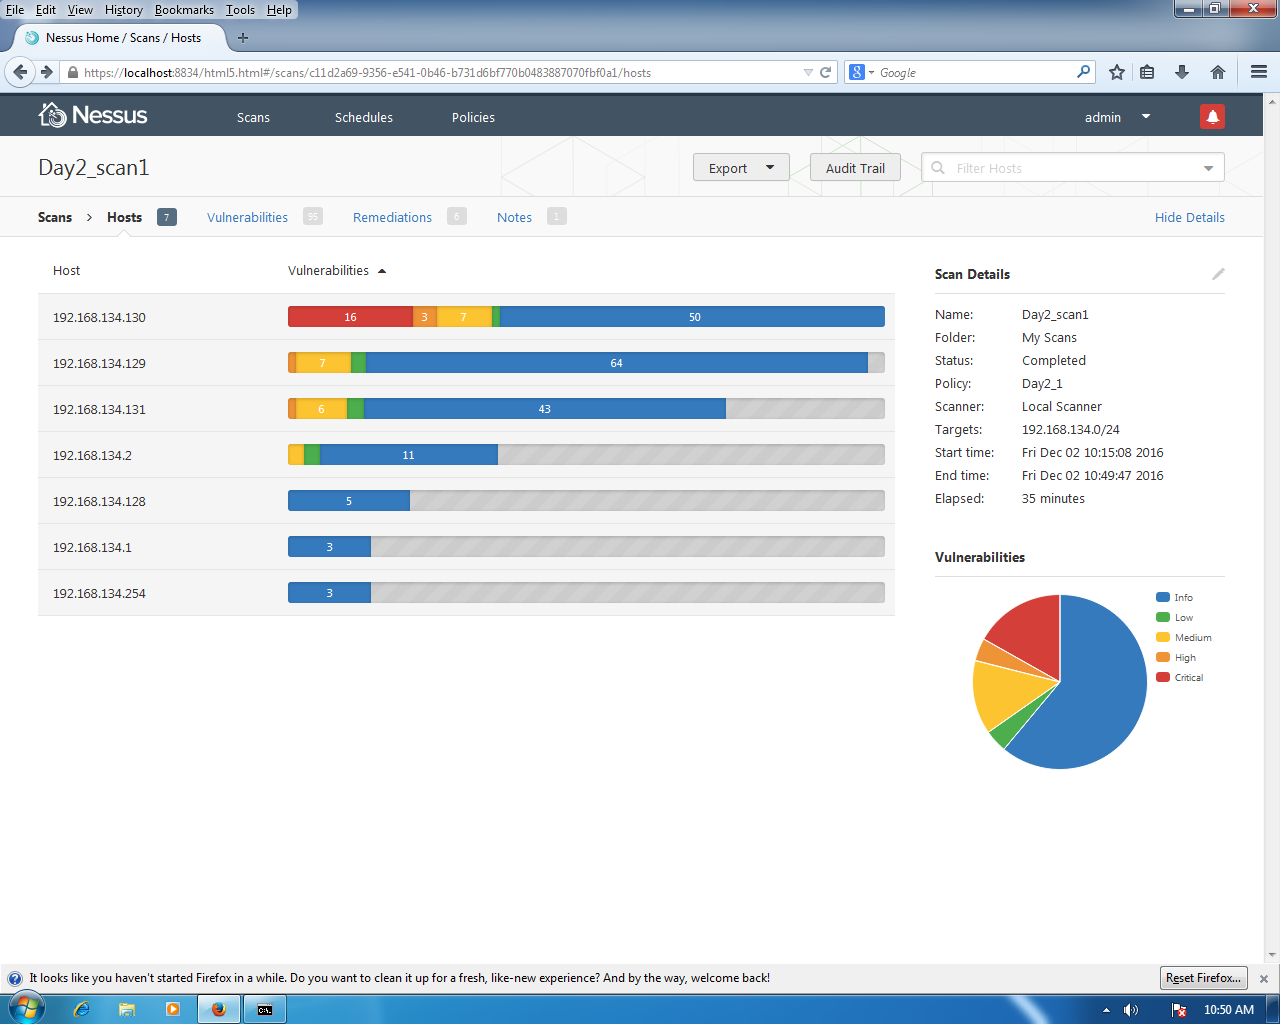 File Edit View History Bookmarks Tools Help
Nessus Home / Scans / Hosts
https://localhost:8834/html5.html#/scans/c11d2a69-9356-e541-0b46-b731d6bf770b0483887070fbf0a1/hosts
Google
Nessus Scans Schedules Policies admin
Day2_scan1 Export Audit Trail Filter Hosts
Scans > Hosts 7 Vulnerabilities 95 Remediations 6 Notes 1 Hide Details
Host Vulnerabilities
192.168.134.130 16 3 7 50
192.168.134.129 7 64
192.168.134.131 6 43
192.168.134.2 11
192.168.134.128 5
192.168.134.1 3
192.168.134.254 3
Scan Details
Name: Day2_scan1
Folder: My Scans
Status: Completed
Policy: Day2_1
Scanner: Local Scanner
Targets: 192.168.134.0/24
Start time: Fri Dec 02 10:15:08 2016
End time: Fri Dec 02 10:49:47 2016
Elapsed: 35 minutes
Vulnerabilities
Info
Low
Medium
High
Critical
It looks like you haven't started Firefox in a while. Do you want to clean it up for a fresh, like-new experience? And by the way, welcome back!
Reset Firefox...
10:50 AM